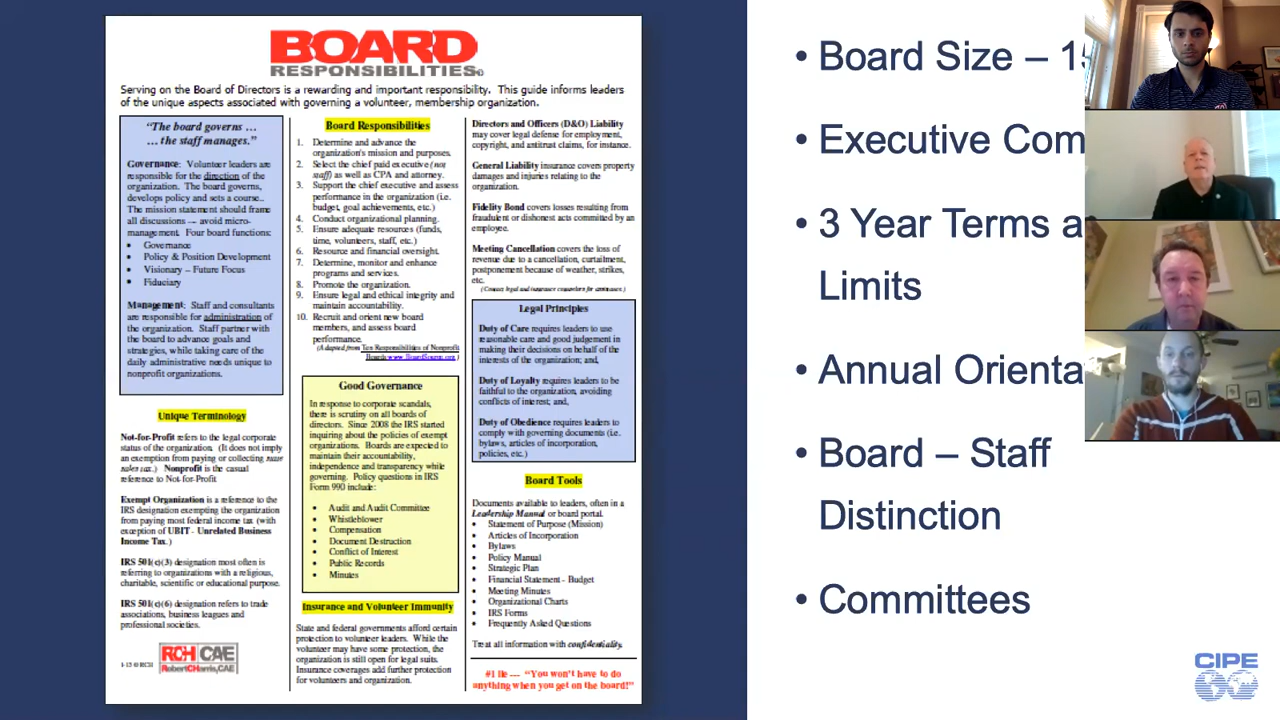 BOARD
RESPONSIBILITIES
Serving on the Board of Directors is a rewarding and important responsibility. This guide informs leaders
of the unique aspects associated with governing a volunteer, membership organization.
"The board governs ...
... the staff manages."
Governance: Volunteer leaders are
responsible for the direction of the
organization. The board governs,
develops policy and sets a course..
The mission statement should frame
all discussions --- avoid micro-
management. Four board functions:
• Governance
• Policy & Position Development
• Visionary – Future Focus
• Fiduciary
Management: Staff and consultants
are responsible for administration of
the organization. Staff partner with
the board to advance goals and
strategies, while taking care of the
daily administrative needs unique to
nonprofit organizations.
Unique Terminology
Not-for-Profit refers to the legal corporate
status of the organization. (It does not imply
an exemption from paying or collecting state
sales tax.) Nonprofit is the casual
reference to Not-for-Profit
Exempt Organization is a reference to the
IRS designation exempting the organization
from paying most federal income tax (with
exception of UBIT - Unrelated Business
Income Tax.)
IRS 501(c)(3) designation most often is
referring to organizations with a religious,
charitable, scientific or educational purpose.
IRS 501(c)(6) designation refers to trade
associations, business leagues and
professional societies.
1-15 © RCH
RCH CAE
RobertCHarris,CAE
Board Responsibilities
1. Determine and advance the
organization's mission and purposes.
2. Select the chief paid executive (not
staff) as well as CPA and attorney.
3. Support the chief executive and assess
performance in the organization (i.e.
budget, goal achievements, etc.)
4. Conduct organizational planning.
5. Ensure adequate resources (funds,
time, volunteers, staff, etc.)
6. Resource and financial oversight.
7. Determine, monitor and enhance
programs and services.
8. Promote the organization.
9. Ensure legal and ethical integrity and
maintain accountability.
10. Recruit and orient new board
members, and assess board
performance.
(Adapted from Ten Responsibilities of Nonprofit
Boards www.BoardSource.org )
Good Governance
In response to corporate scandals,
there is scrutiny on all boards of
directors. Since 2008 the IRS started
inquiring about the policies of exempt
organizations. Boards are expected to
maintain their accountability,
independence and transparency while
governing. Policy questions in IRS
Form 990 include:
• Audit and Audit Committee
• Whistleblower
• Compensation
• Document Destruction
• Conflict of Interest
• Public Records
• Minutes
Insurance and Volunteer Immunity
State and federal governments afford certain
protection to volunteer leaders. While the
volunteer may have some protection, the
organization is still open for legal suits.
Insurance coverages add further protection
for volunteers and organization.
Directors and Officers (D&O) Liability
may cover legal defense for employment,
copyright, and antitrust claims, for instance.
General Liability insurance covers property
damages and injuries relating to the
organization.
Fidelity Bond covers losses resulting from
fraudulent or dishonest acts committed by an
employee.
Meeting Cancellation covers the loss of
revenue due to a cancellation, curtailment,
postponement because of weather, strikes,
etc.
(Contact legal and insurance counselors for assistance.)
Legal Principles
Duty of Care requires leaders to use
reasonable care and good judgement in
making their decisions on behalf of the
interests of the organization; and,
Duty of Loyalty requires leaders to be
faithful to the organization, avoiding
conflicts of interest; and,
Duty of Obedience requires leaders to
comply with governing documents (i.e.
bylaws, articles of incorporation,
policies, etc.)
Board Tools
Documents available to leaders, often in a
Leadership Manual or board portal.
• Statement of Purpose (Mission)
• Articles of Incorporation
• Bylaws
• Policy Manual
• Strategic Plan
• Financial Statement - Budget
• Meeting Minutes
• Organizational Charts
• IRS Forms
• Frequently Asked Questions
Treat all information with confidentiality.
#1 lie --- "You won't have to do
anything when you get on the board!"
• Board Size – 15
• Executive Com
• 3 Year Terms a
Limits
• Annual Orienta
• Board – Staff
Distinction
• Committees
CIPE